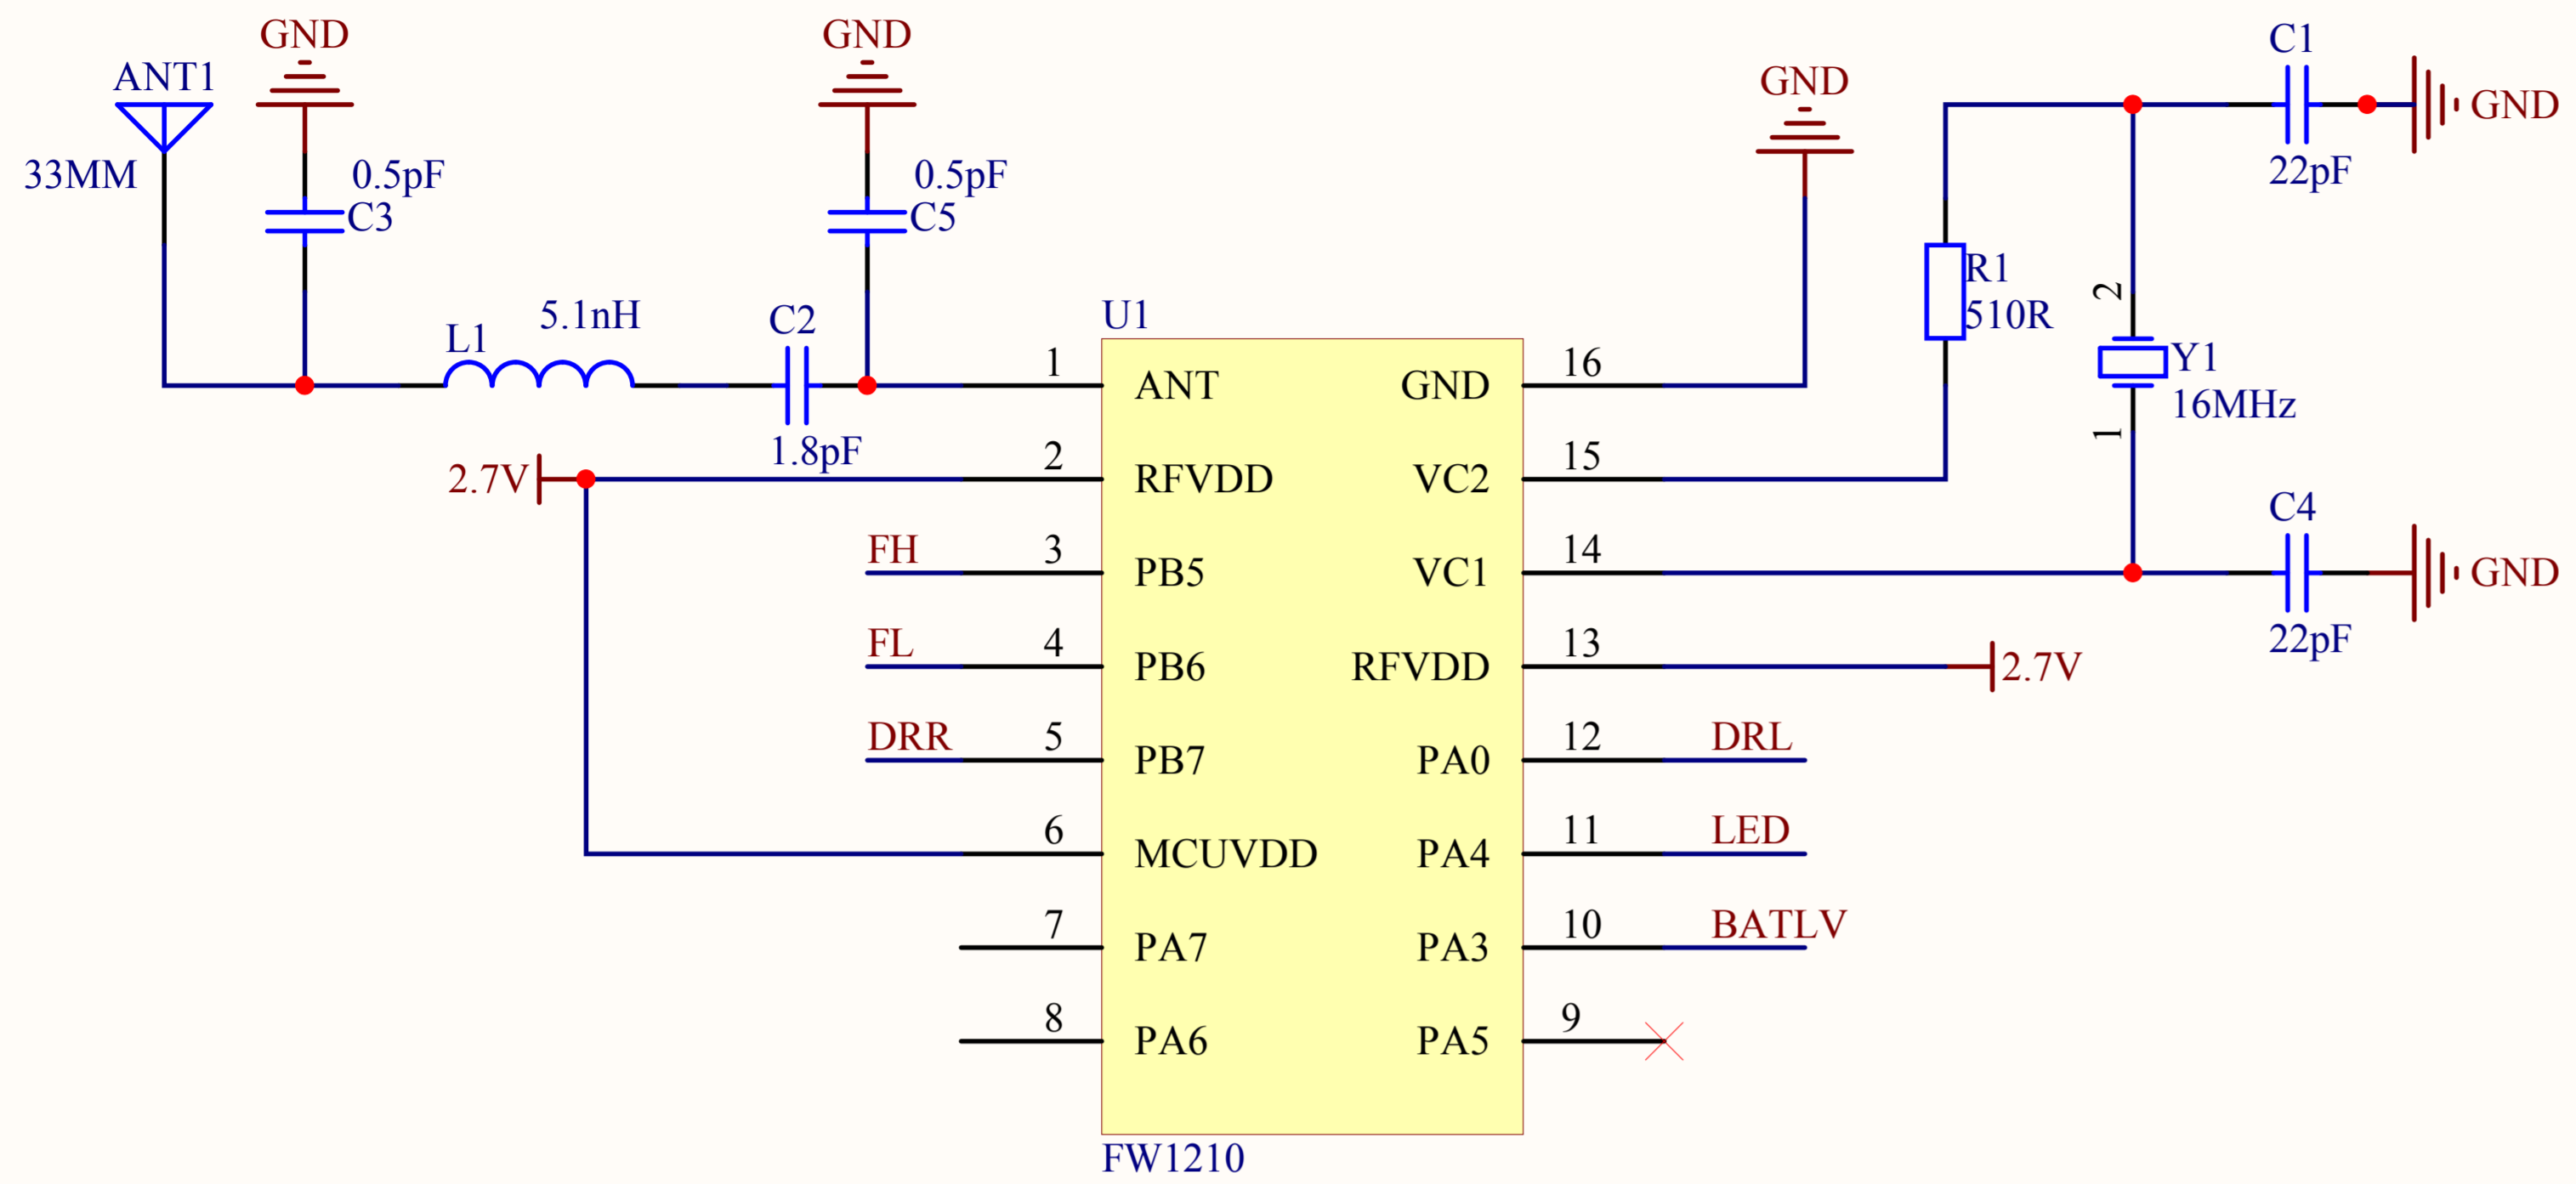 GND
GND
C1
ANT1
GND
GND
33MM
0.5pF
0.5pF
22pF
C3
C5
R1
2
510R
L1
5.1nH
C2
U1
Y1
1
ANT
GND
16
16MHz
1
1.8pF
2.7V
2
RFVDD
VC2
15
C4
FH
3
PB5
VC1
14
GND
FL
4
PB6
RFVDD
13
2.7V
22pF
DRR
5
PB7
PA0
12
DRL
6
MCUVDD
PA4
11
LED
7
PA7
PA3
10
BATLV
8
PA6
PA5
9
FW1210